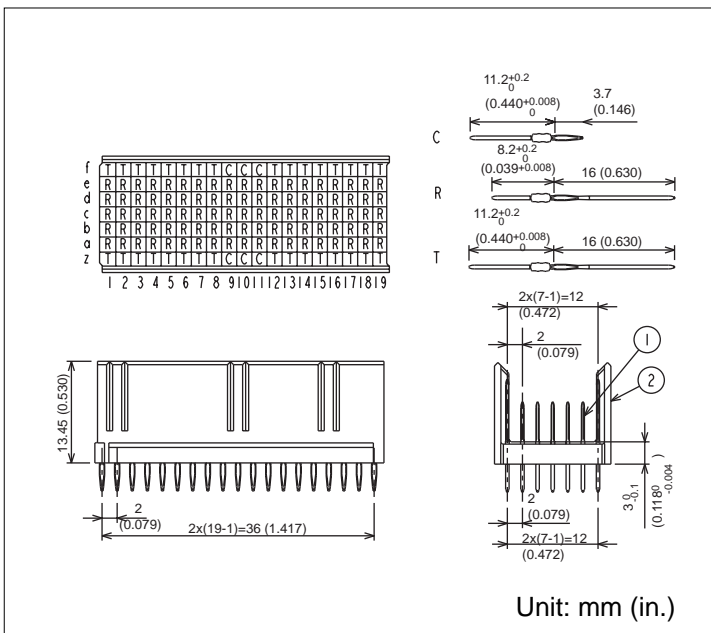 11.2+0.2 0
(0.440+0.008 0)
3.7
(0.146)
C
8.2+0.2 0
(0.039+0.008 0)
16 (0.630)
R
11.2+0.2 0
(0.440+0.008 0)
16 (0.630)
T
f T T T T T T T T C C C T T T T T T T T
e R R R R R R R R R R R R R R R R R R R
d R R R R R R R R R R R R R R R R R R R
c R R R R R R R R R R R R R R R R R R R
b R R R R R R R R R R R R R R R R R R R
a R R R R R R R R R R R R R R R R R R R
z T T T T T T T T C C C T T T T T T T T
1 2 3 4 5 6 7 8 9 10 11 12 13 14 15 16 17 18 19
13.45 (0.530)
2
(0.079)
2x(19-1)=36 (1.417)
2x(7-1)=12
(0.472)
2
(0.079)
1
2
3 0 -0.1
(0.118 0 -0.004)
2
(0.079)
2x(7-1)=12
(0.472)
Unit: mm (in.)